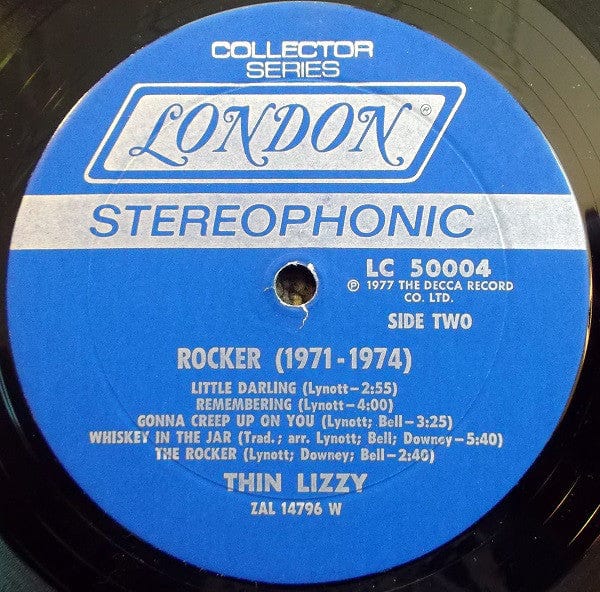 COLLECTOR
SERIES
LONDON ®
STEREOPHONIC
LC 50004
℗ 1977 THE DECCA RECORD
CO. LTD.
SIDE TWO
ROCKER (1971-1974)
LITTLE DARLING (Lynott-2:55)
REMEMBERING (Lynott-4:00)
GONNA CREEP UP ON YOU (Lynott; Bell-3:25)
WHISKEY IN THE JAR (Trad.; arr. Lynott; Bell; Downey-5:40)
THE ROCKER (Lynott; Downey; Bell-2:40)
THIN LIZZY
ZAL 14796 W